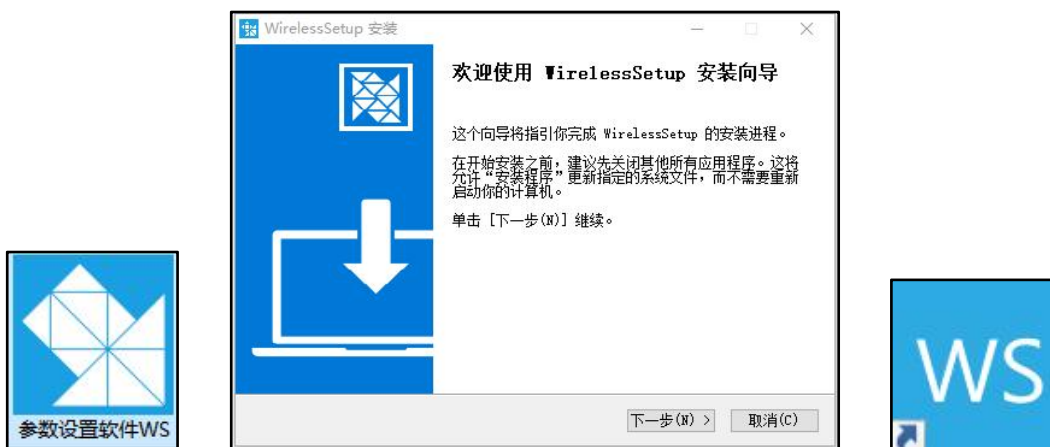 WirelessSetup 安装
欢迎使用 WirelessSetup 安装向导
这个向导将指引你完成 WirelessSetup 的安装进程。
在开始安装之前，建议先关闭其他所有应用程序。这将
允许“安装程序”更新指定的系统文件，而不需要重新
启动你的计算机。
单击 [下一步(N)] 继续。
下一步(N) >
取消(C)
参数设置软件WS
WS